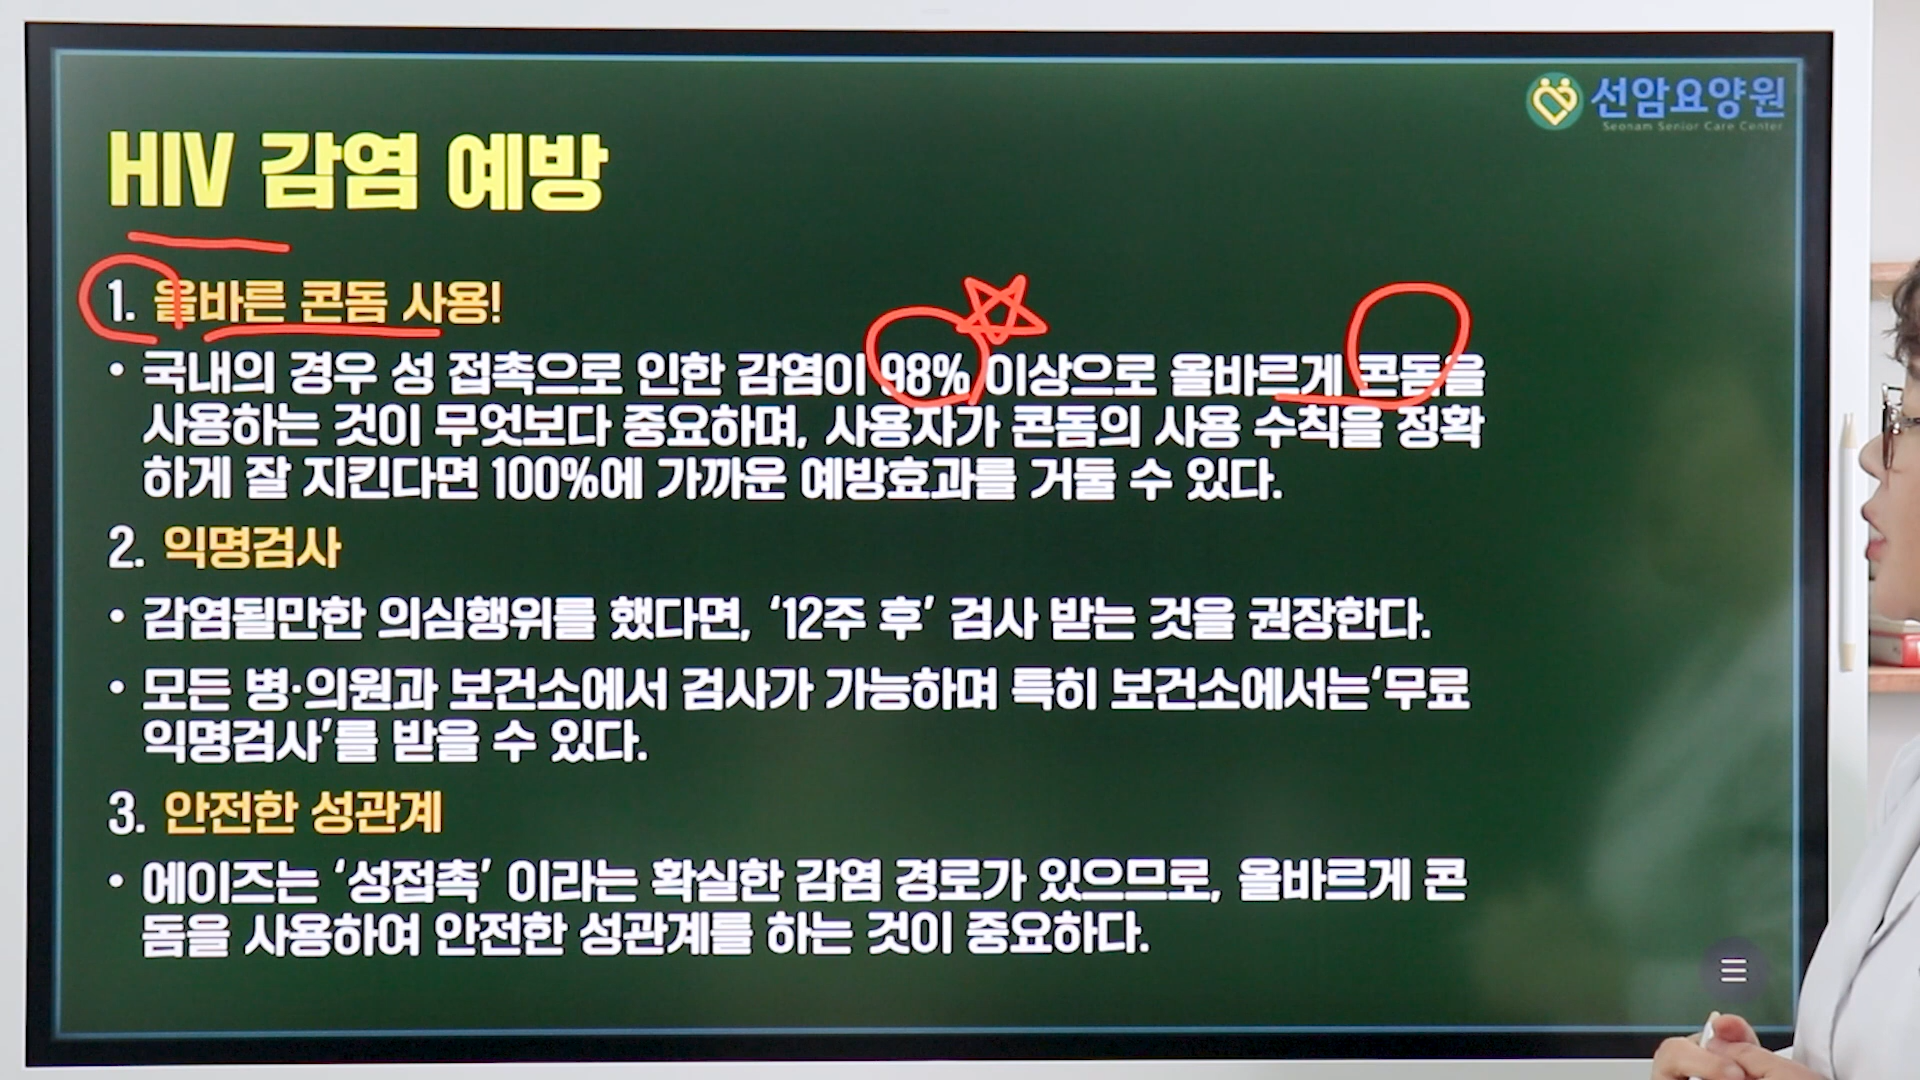 선암요양원
Seonam Senior Care Center
HIV 감염 예방
1. 올바른 콘돔 사용!
• 국내의 경우 성 접촉으로 인한 감염이 98% 이상으로 올바르게 콘돔을
사용하는 것이 무엇보다 중요하며, 사용자가 콘돔의 사용 수칙을 정확
하게 잘 지킨다면 100%에 가까운 예방효과를 거둘 수 있다.
2. 익명검사
• 감염될만한 의심행위를 했다면, ‘12주 후’ 검사 받는 것을 권장한다.
• 모든 병·의원과 보건소에서 검사가 가능하며 특히 보건소에서는‘무료
익명검사’를 받을 수 있다.
3. 안전한 성관계
• 에이즈는 ‘성접촉’ 이라는 확실한 감염 경로가 있으므로, 올바르게 콘
돔을 사용하여 안전한 성관계를 하는 것이 중요하다.